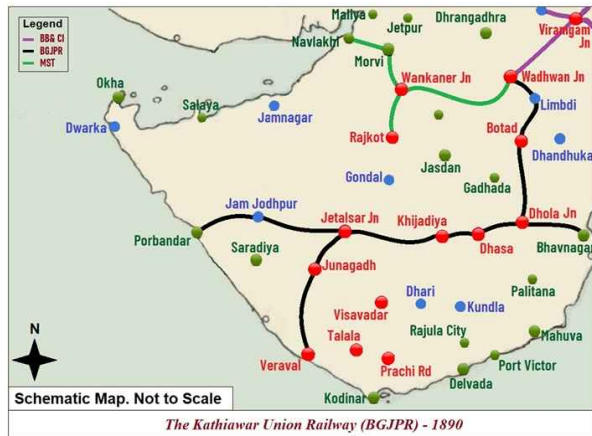 Legend
BB& CI
BGJPR
MST
Maliya
Jetpur
Dhrangadhra
Viramgam
Jn
Navlakhi
Morvi
Wankaner Jn
Wadhwan Jn
Okha
Salaya
Jamnagar
Limbdi
Dwarka
Rajkot
Botad
Dhandhuka
Jasdan
Gondal
Gadhada
Jam Jodhpur
Jetalsar Jn
Khijadiya
Dhola Jn
Porbandar
Saradiya
Dhasa
Bhavnagar
Junagadh
Visavadar
Dhari
Kundla
Palitana
N
Talala
Rajula City
Mahuva
Veraval
Prachi Rd
Port Victor
Delvada
Kodinar
Schematic Map. Not to Scale
The Kathiawar Union Railway (BGJPR) - 1890